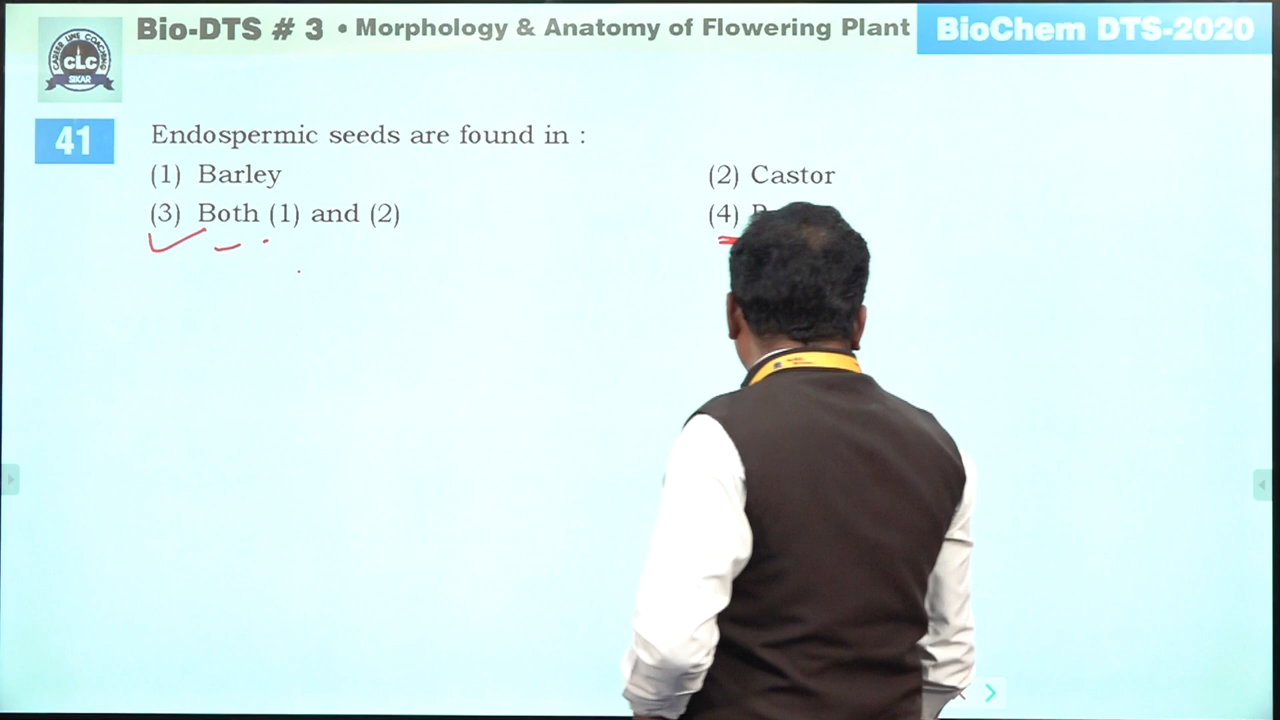 Bio-DTS # 3 • Morphology & Anatomy of Flowering Plant
BioChem DTS-2020
CAREER LINE COACHING
CLC
SIKAR
41
Endospermic seeds are found in :
(1) Barley
(2) Castor
(3) Both (1) and (2)
(4)